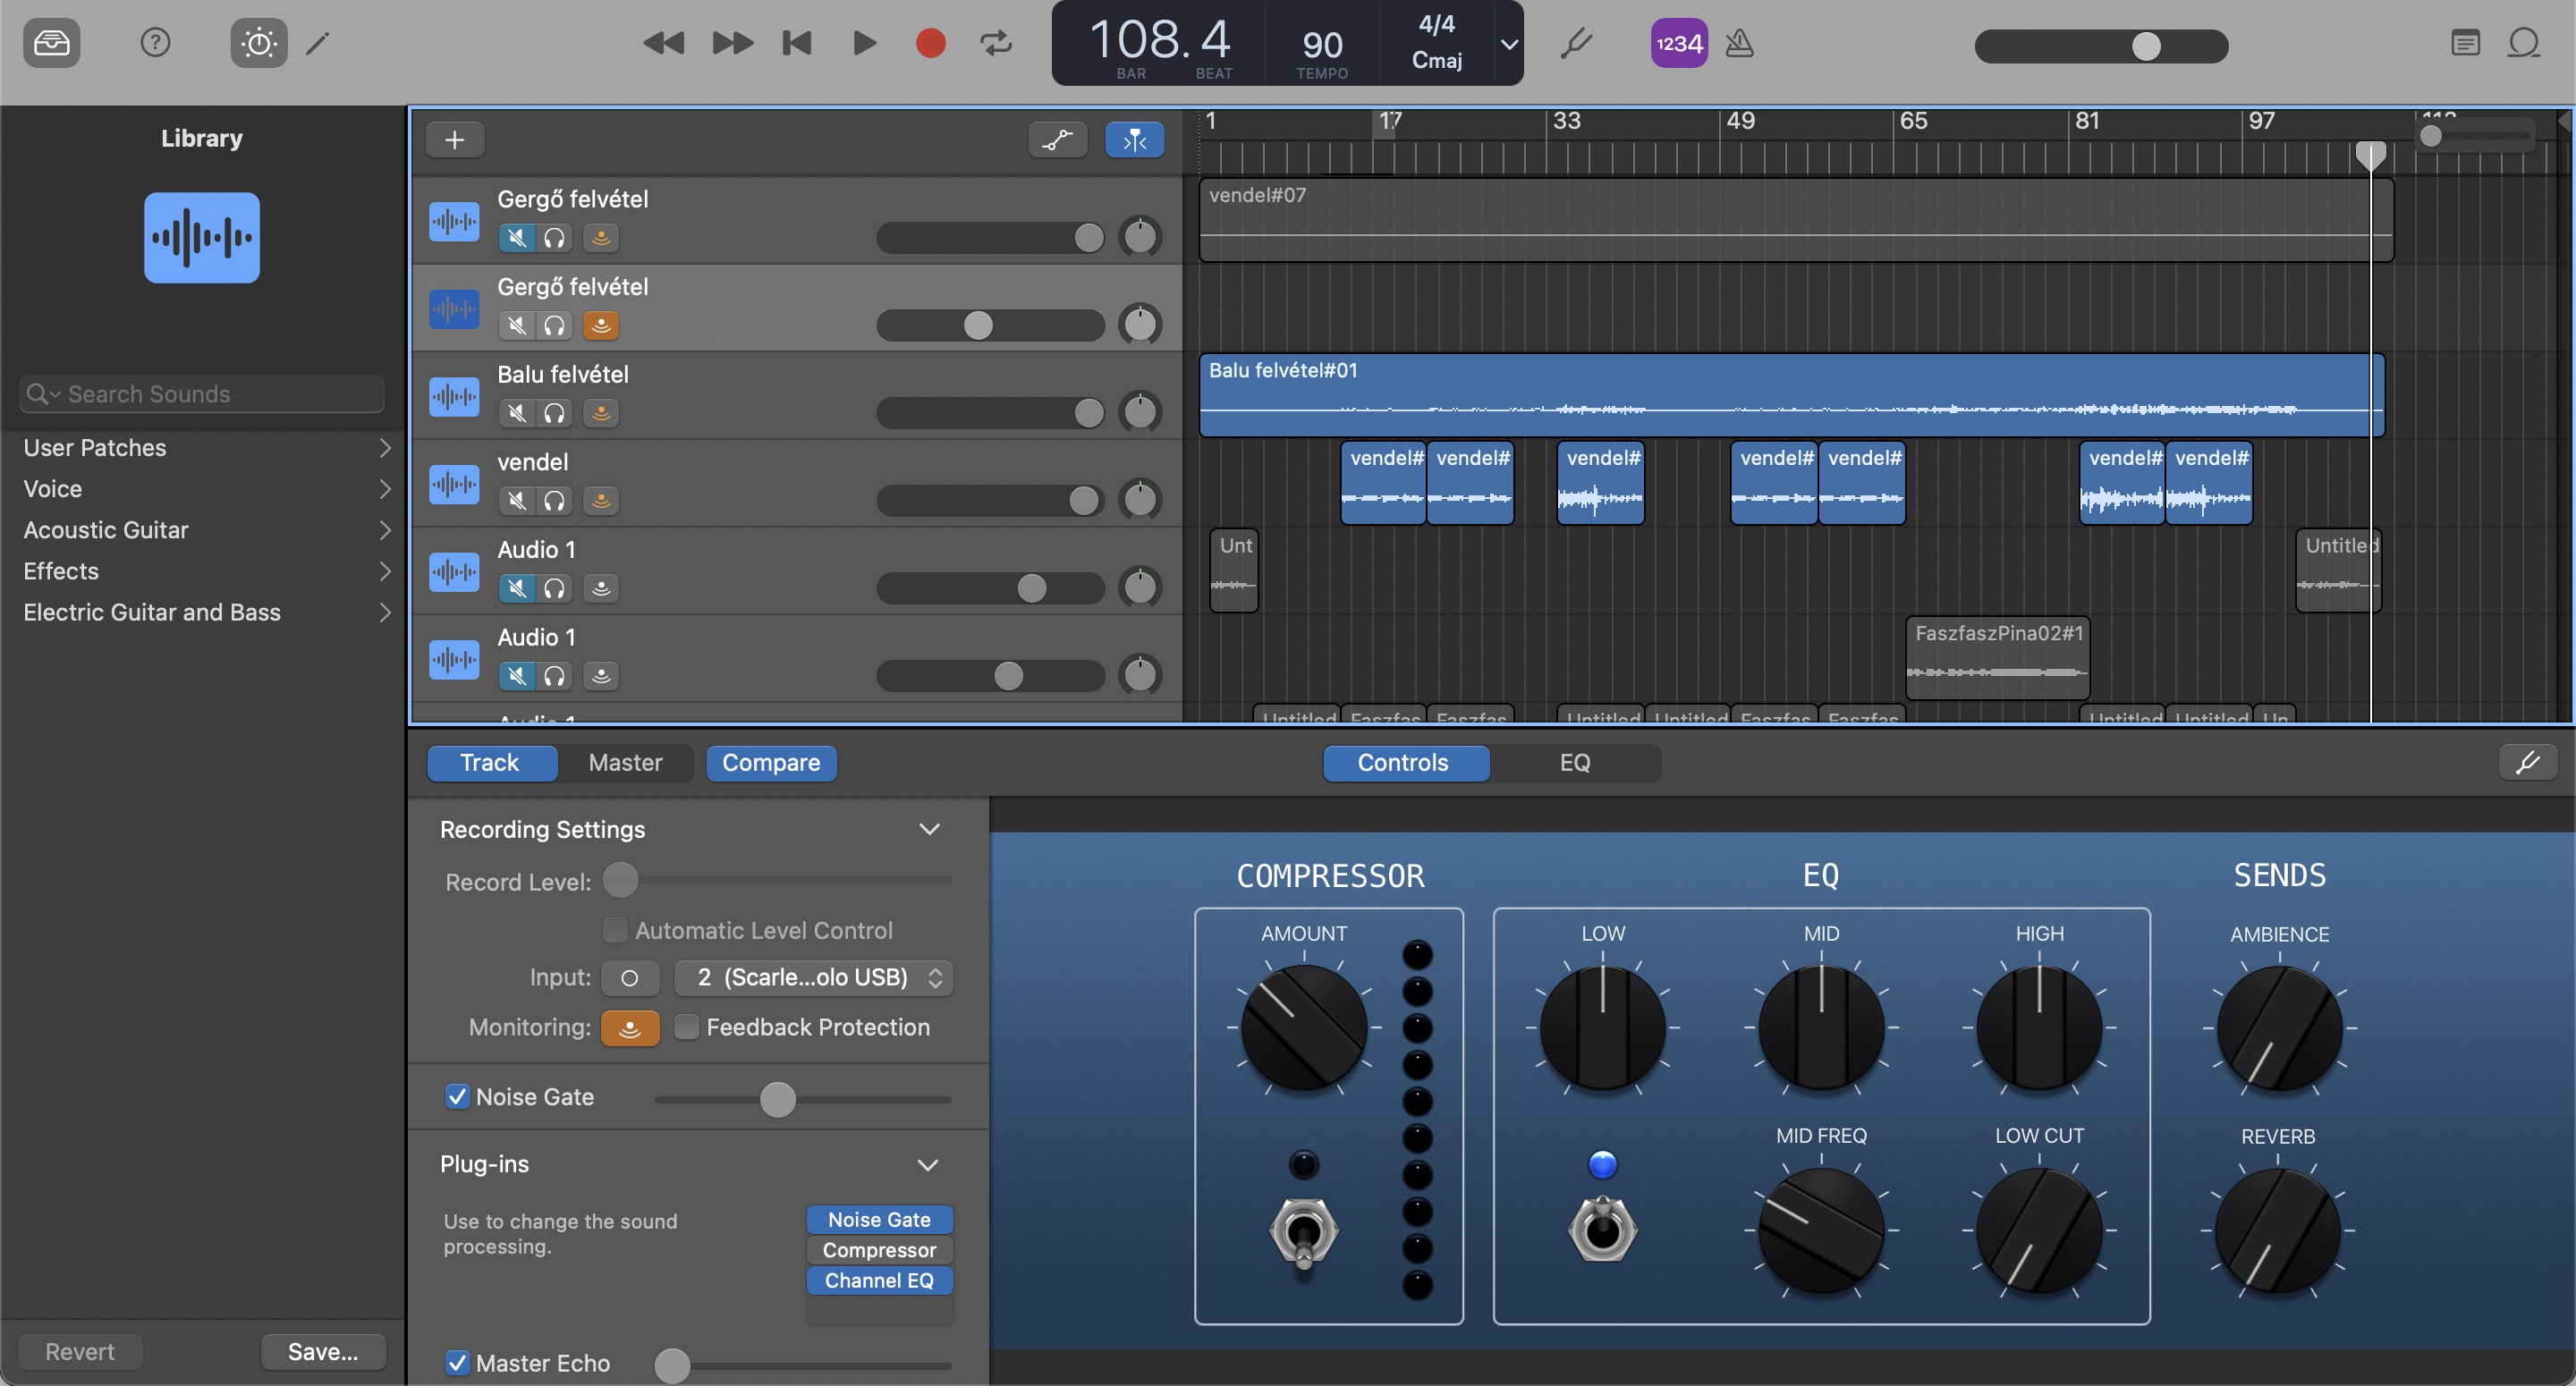 108.4
BAR
BEAT
90
TEMPO
4/4
Cmaj
1234
Library
Search Sounds
User Patches
Voice
Acoustic Guitar
Effects
Electric Guitar and Bass
Revert
Save...
1
17
33
49
65
81
97
Gergő felvétel
vendel#07
Gergő felvétel
Balu felvétel
Balu felvétel#01
vendel
vendel#
vendel#
vendel#
vendel#
vendel#
vendel#
vendel#
Audio 1
Unt
Untitled
Audio 1
FaszfaszPina02#1
Audio 1
Untitled
Faszfas
Faszfas
Untitled
Untitled
Faszfas
Faszfas
Untitled
Untitled
Un
Track
Master
Compare
Controls
EQ
Recording Settings
Record Level:
Automatic Level Control
Input:
2 (Scarle...olo USB)
Monitoring:
Feedback Protection
Noise Gate
Plug-ins
Use to change the sound
processing.
Noise Gate
Compressor
Channel EQ
Master Echo
COMPRESSOR
AMOUNT
EQ
LOW
MID
HIGH
MID FREQ
LOW CUT
SENDS
AMBIENCE
REVERB